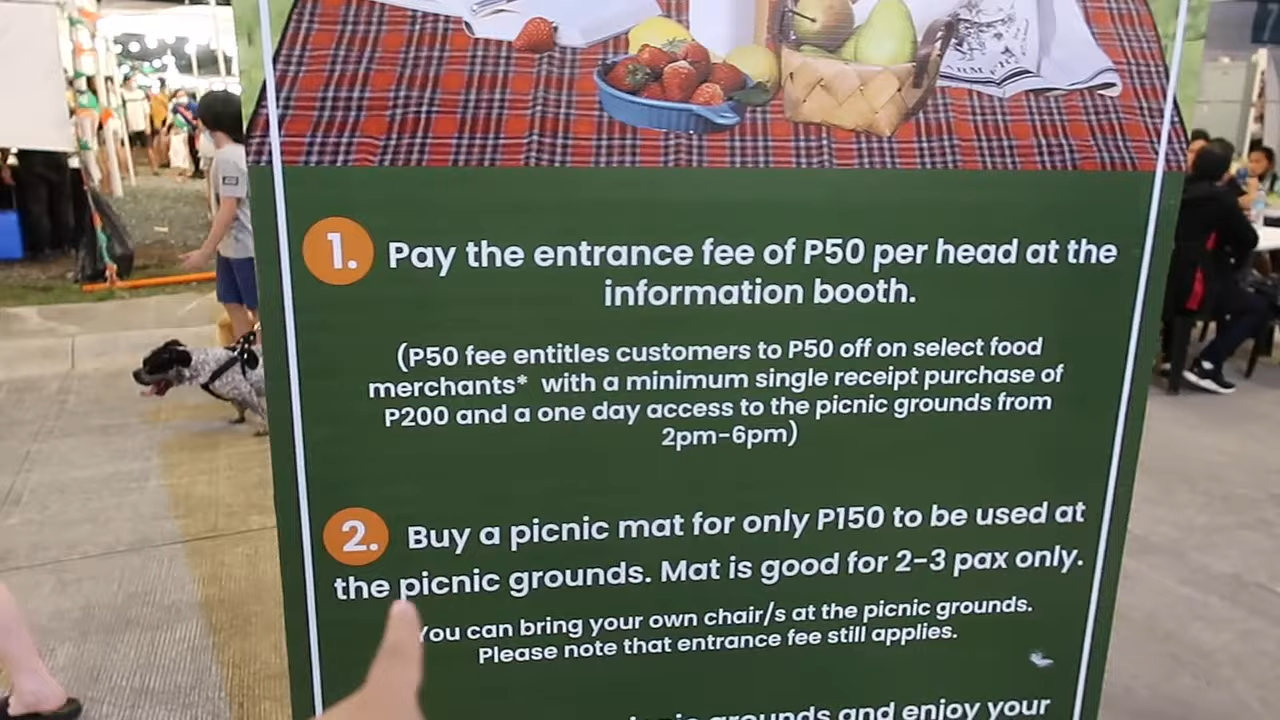 1. Pay the entrance fee of P50 per head at the
information booth.
(P50 fee entitles customers to P50 off on select food
merchants* with a minimum single receipt purchase of
P200 and a one day access to the picnic grounds from
2pm-6pm)
2. Buy a picnic mat for only P150 to be used at
the picnic grounds. Mat is good for 2-3 pax only.
You can bring your own chair/s at the picnic grounds.
Please note that entrance fee still applies.
grounds and enjoy your